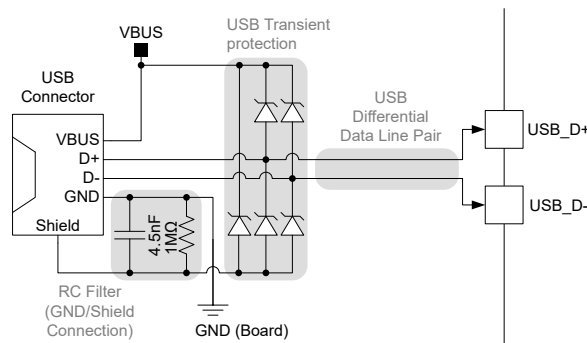 VBUS
USB Transient
protection
USB
Connector
USB
Differential
Data Line Pair
VBUS
D+
D-
GND
Shield
USB_D+
USB_D-
4.5nF
1MΩ
RC Filter
(GND/Shield
Connection)
GND (Board)